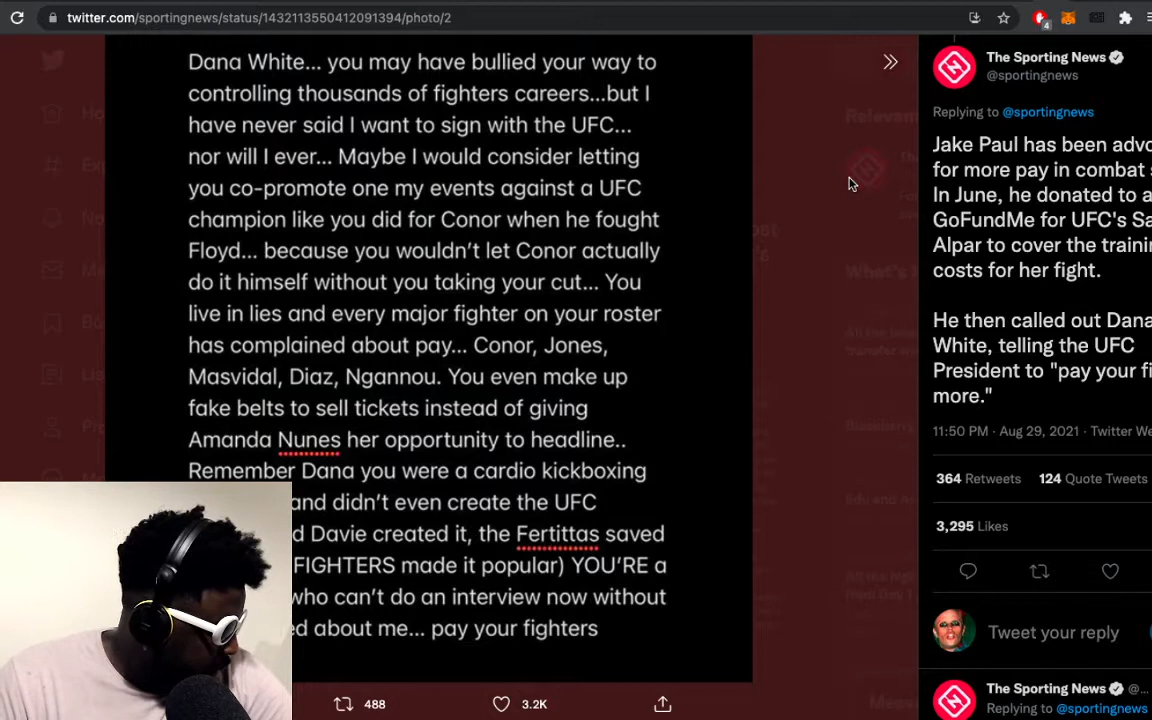 twitter.com/sportingnews/status/1432113550412091394/photo/2
4
Dana White... you may have bullied your way to
controlling thousands of fighters careers...but I
have never said I want to sign with the UFC...
nor will I ever... Maybe I would consider letting
you co-promote one my events against a UFC
champion like you did for Conor when he fought
Floyd... because you wouldn't let Conor actually
do it himself without you taking your cut... You
live in lies and every major fighter on your roster
has complained about pay... Conor, Jones,
Masvidal, Diaz, Ngannou. You even make up
fake belts to sell tickets instead of giving
Amanda Nunes her opportunity to headline..
Remember Dana you were a cardio kickboxing
and didn't even create the UFC
d Davie created it, the Fertittas saved
FIGHTERS made it popular) YOU'RE a
who can't do an interview now without
d about me... pay your fighters
488
3.2K
The Sporting News
@sportingnews
Replying to @sportingnews
Jake Paul has been advo
for more pay in combat s
In June, he donated to a
GoFundMe for UFC's Sa
Alpar to cover the traini
costs for her fight.
He then called out Dana
White, telling the UFC
President to "pay your fi
more."
11:50 PM · Aug 29, 2021 · Twitter We
364 Retweets 124 Quote Tweets
3,295 Likes
Tweet your reply
The Sporting News @...
Replying to @sportingnews